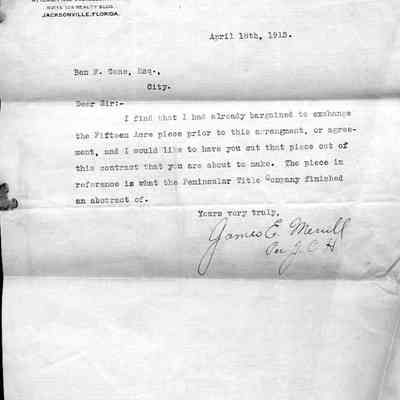 REALTY BLDG.
JACKSONVILLE, FLORIDA.
April 18th, 1913.
Ben F. Cone, Esq.,
City.
Dear Sir:-
I find that I had already bargained to exchange
the Fifteen Acre piece prior to this arrangment, or agree-
ment, and I would like to have you cut that piece out of
this contract that you are about to make. The piece in
reference is what the Peninsular Title Company finished
an abstract of.
Yours very truly,
James E. Merrill
Per J. C. H